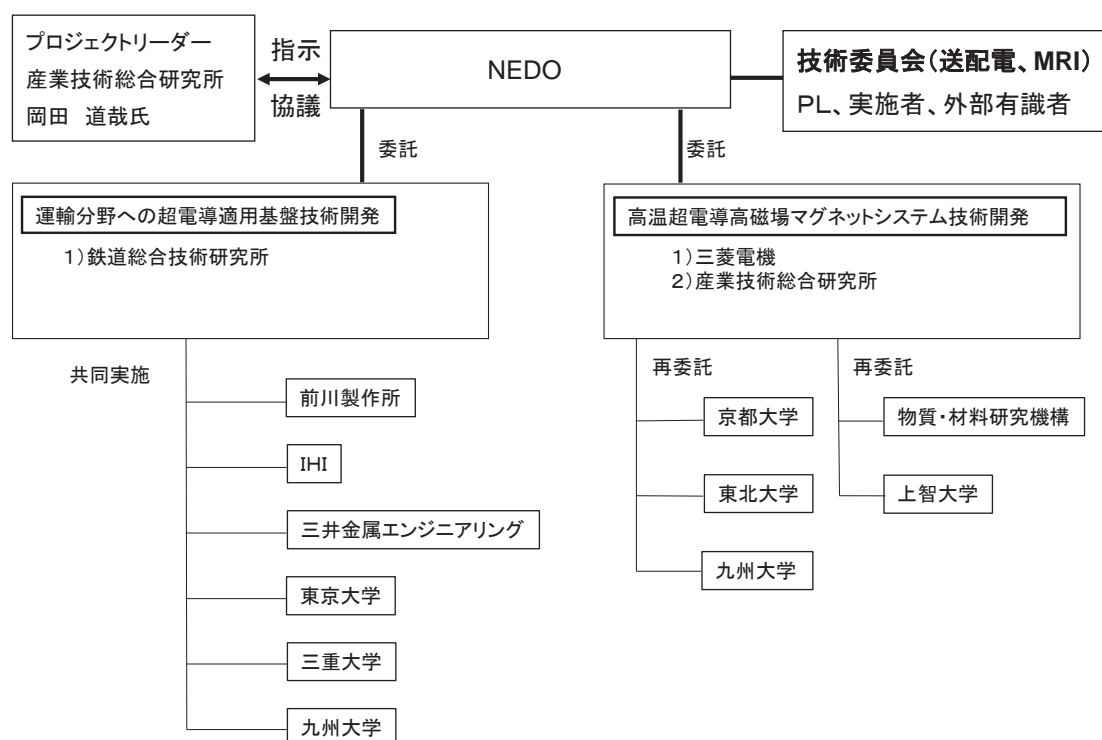 プロジェクトリーダー
産業技術総合研究所
岡田　道哉氏
指示
協議
NEDO
技術委員会(送配電、MRI)
PL、実施者、外部有識者
委託
委託
運輸分野への超電導適用基盤技術開発
1)鉄道総合技術研究所
高温超電導高磁場マグネットシステム技術開発
1)三菱電機
2)産業技術総合研究所
共同実施
前川製作所
IHI
三井金属エンジニアリング
東京大学
三重大学
九州大学
再委託
京都大学
東北大学
九州大学
再委託
物質・材料研究機構
上智大学